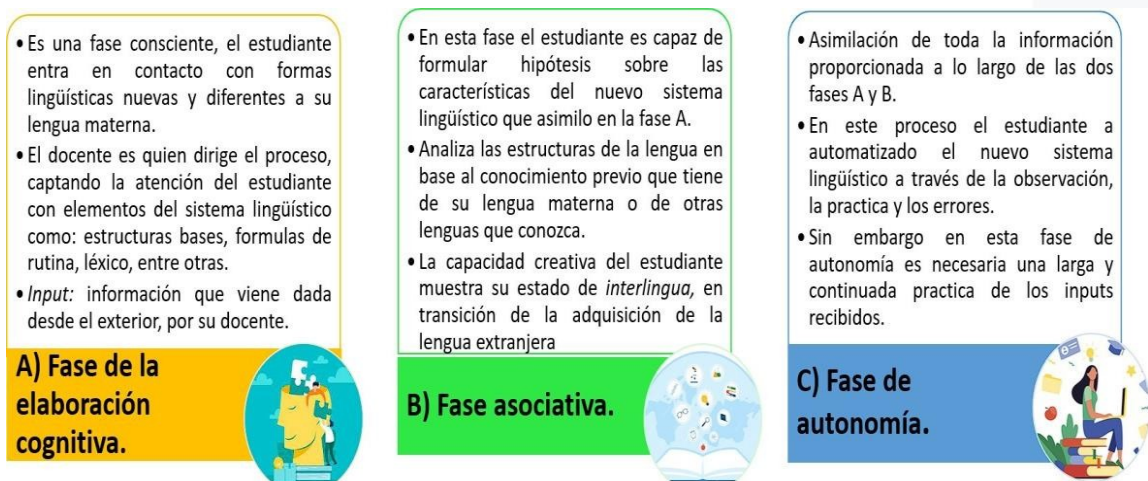 • Es una fase consciente, el estudiante
entra en contacto con formas
lingüísticas nuevas y diferentes a su
lengua materna.
• El docente es quien dirige el proceso,
captando la atención del estudiante
con elementos del sistema lingüístico
como: estructuras bases, formulas de
rutina, léxico, entre otras.
• Input: información que viene dada
desde el exterior, por su docente.
A) Fase de la
elaboración
cognitiva.
• En esta fase el estudiante es capaz de
formular hipótesis sobre las
características del nuevo sistema
lingüístico que asimilo en la fase A.
• Analiza las estructuras de la lengua en
base al conocimiento previo que tiene
de su lengua materna o de otras
lenguas que conozca.
• La capacidad creativa del estudiante
muestra su estado de interlingua, en
transición de la adquisición de la
lengua extranjera
B) Fase asociativa.
• Asimilación de toda la información
proporcionada a lo largo de las dos
fases A y B.
• En este proceso el estudiante a
automatizado el nuevo sistema
lingüístico a través de la observación,
la practica y los errores.
• Sin embargo en esta fase de
autonomía es necesaria una larga y
continuada practica de los inputs
recibidos.
C) Fase de
autonomía.